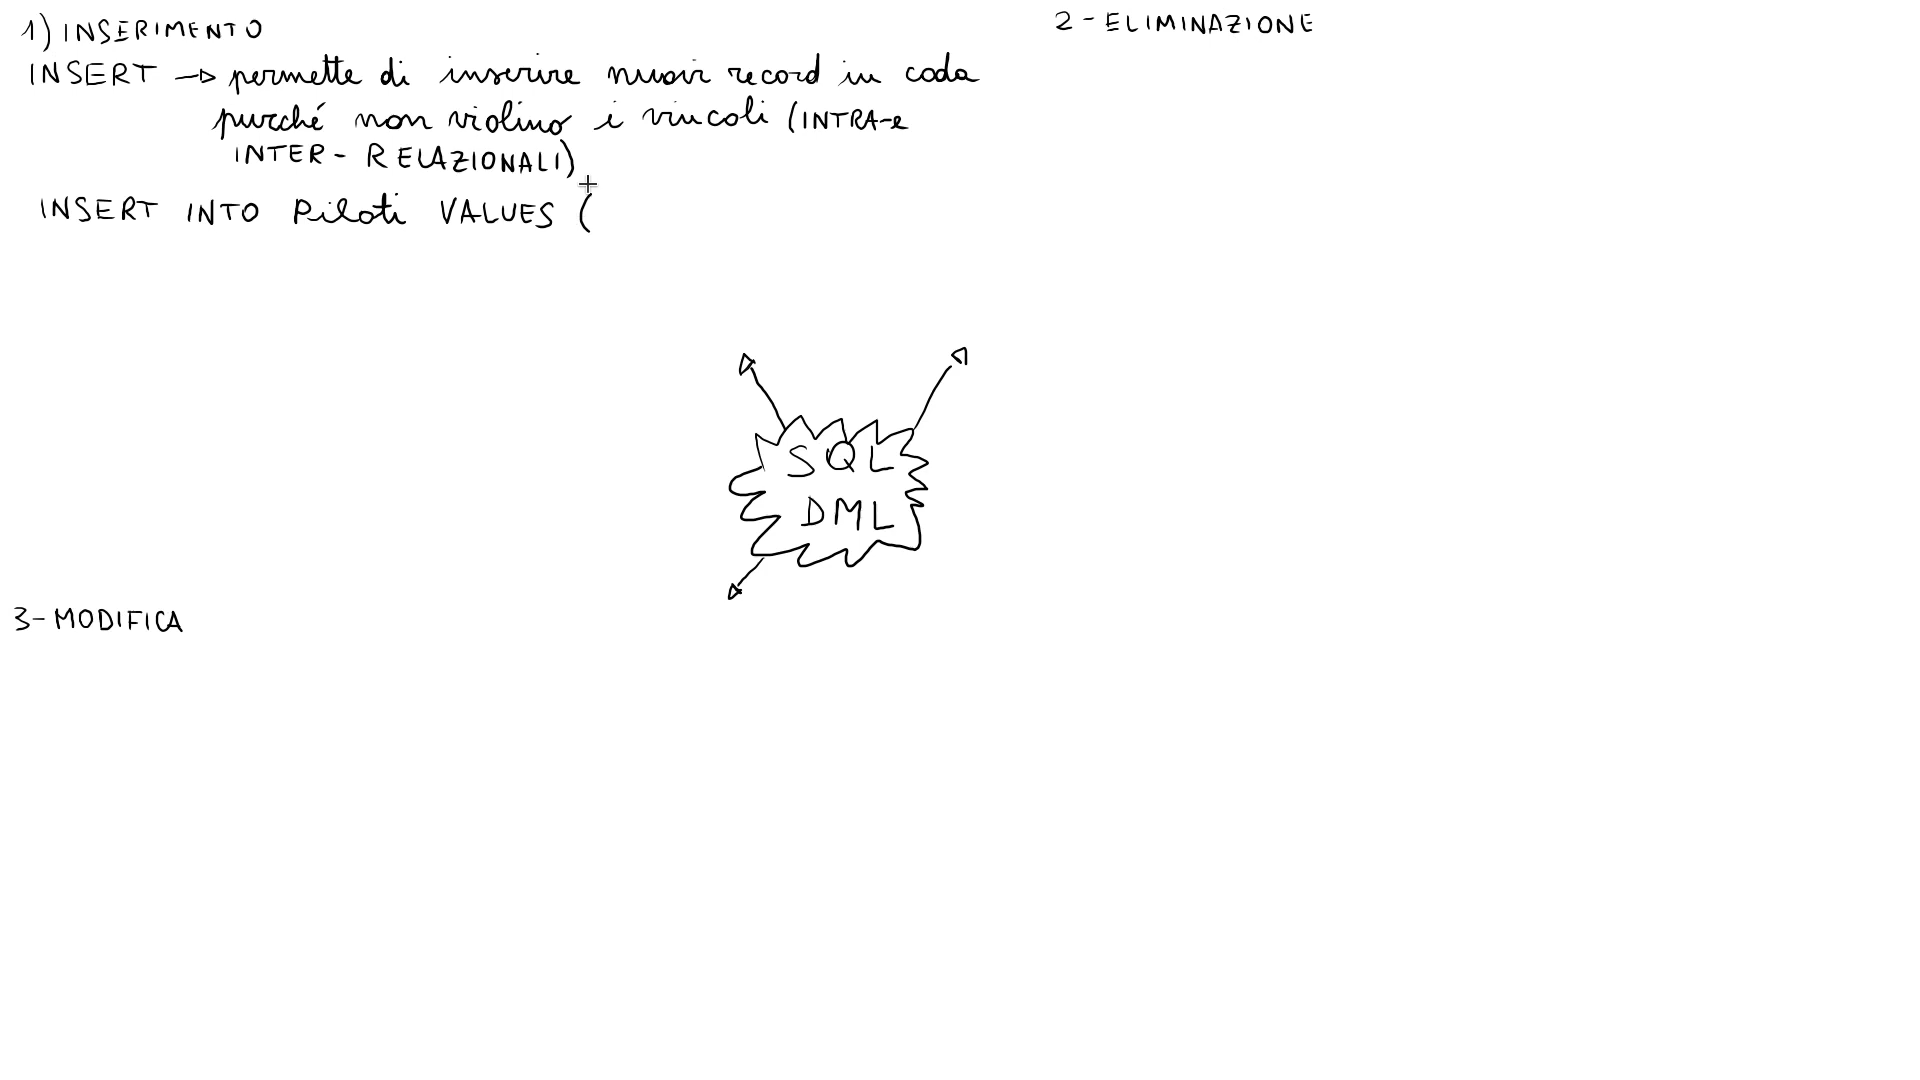 1) INSERIMENTO
INSERT → permette di inserire nuovi record in coda
purché non violino i vincoli (INTRA-e
INTER-RELAZIONALI)
INSERT INTO Piloti VALUES (
2-ELIMINAZIONE
SQL
DML
3-MODIFICA